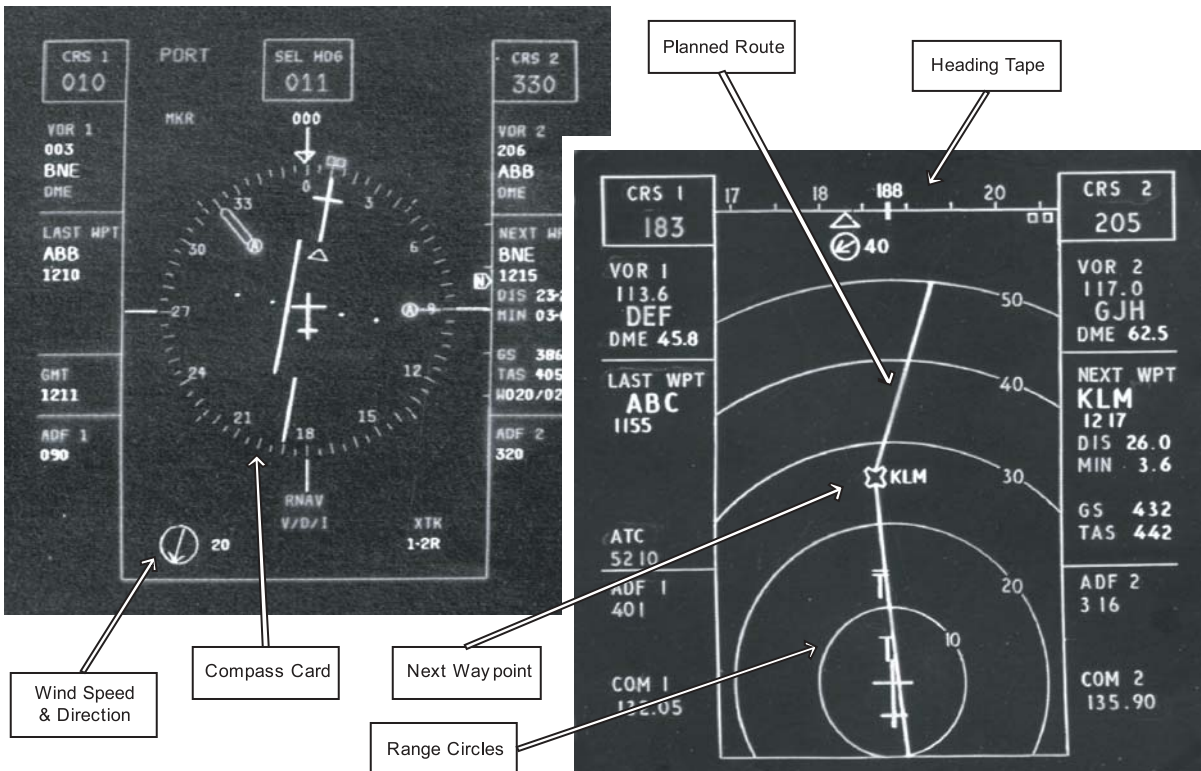 CRS 1
010
PORT
SEL HDG
011
CRS 2
330
MKR
000
VOR 1
003
BNE
DME
VOR 2
206
ABB
DME
LAST WPT
ABB
1210
NEXT
BNE
1215
DIS
MIN
GS 386
TAS 405
GMT
1211
ADF 1
090
ADF 2
320
0
3
6
9
12
15
18
21
24
27
30
33
A
A
N
RNAV
V/D/I
XTK
1-2R
20
Planned Route
Heading Tape
CRS 1
183
17
18
188
20
CRS 2
205
40
VOR 1
113.6
DEF
DME 45.8
VOR 2
117.0
GJH
DME 62.5
LAST WPT
ABC
1155
NEXT WPT
KLM
1217
DIS 26.0
MIN 3.6
GS 432
TAS 442
50
40
30
20
10
KLM
ATC
5210
ADF 1
401
ADF 2
316
COM 1
COM 2
135.90
Wind Speed
& Direction
Compass Card
Next Waypoint
Range Circles